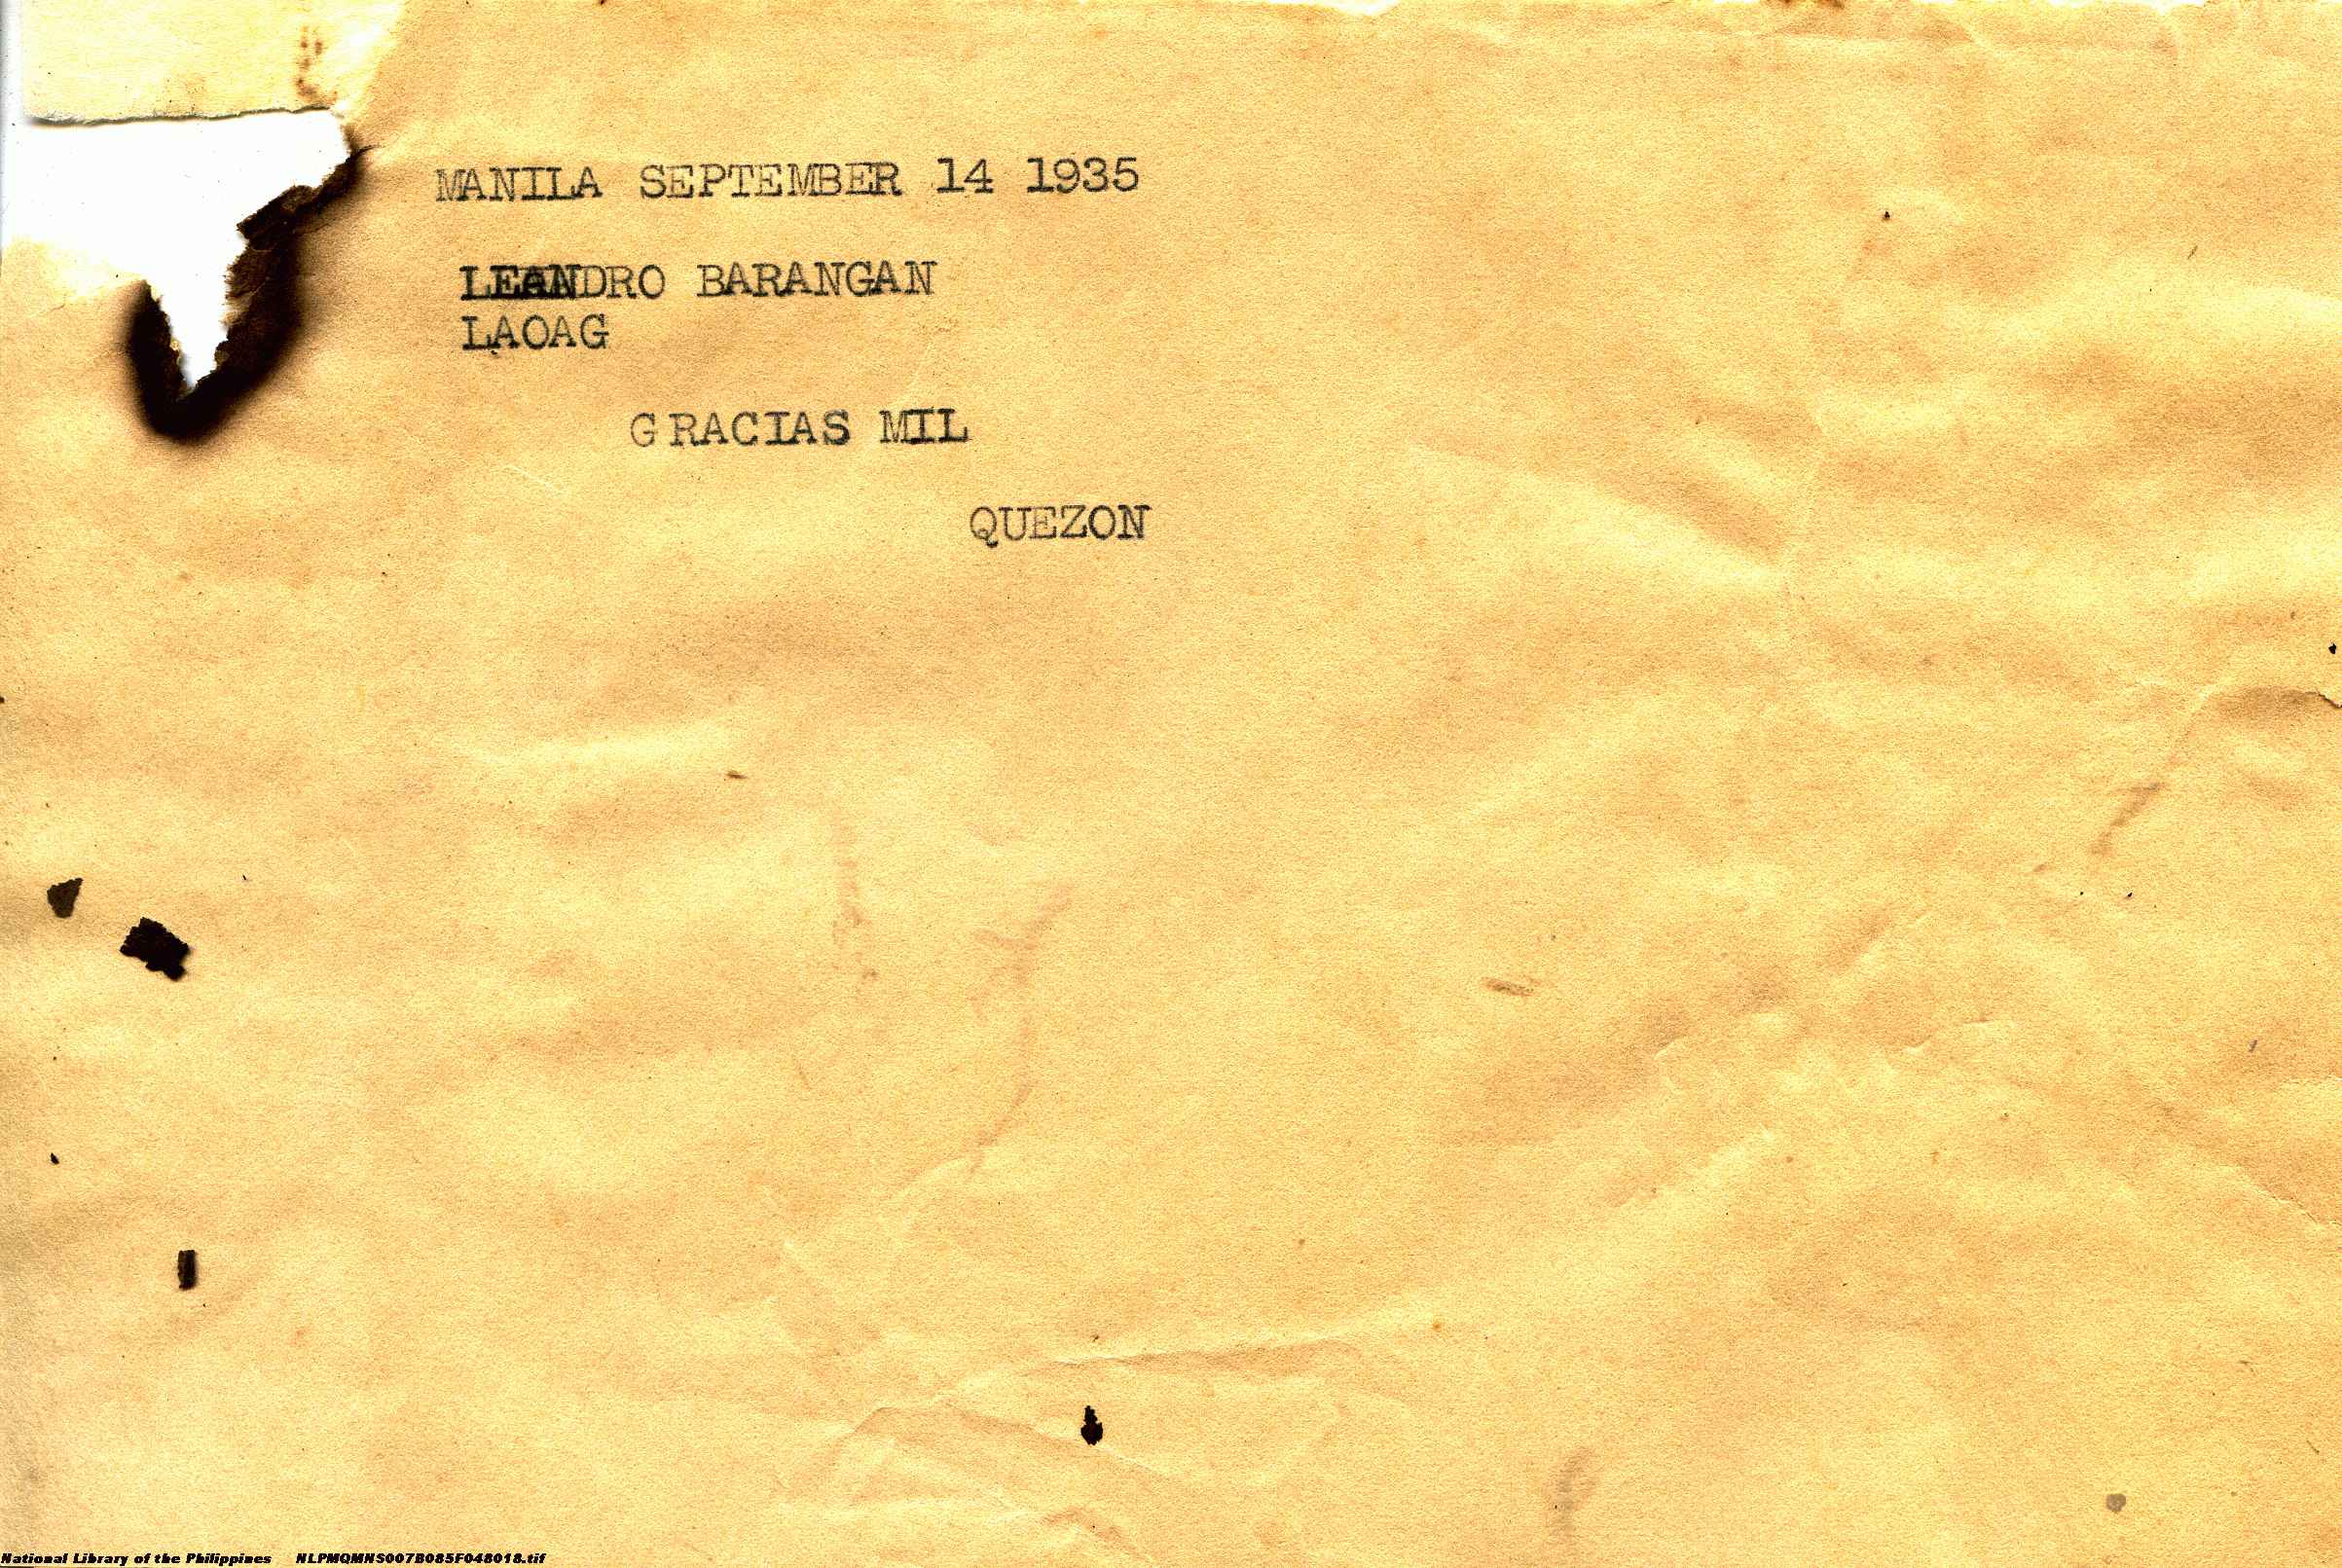 MANILA SEPTEMBER 14 1935
LEANDRO BARANGAN
LAOAG
GRACIAS MIL
QUEZON
National Library of the Philippines NLPMQMNS007B085F048018.tif